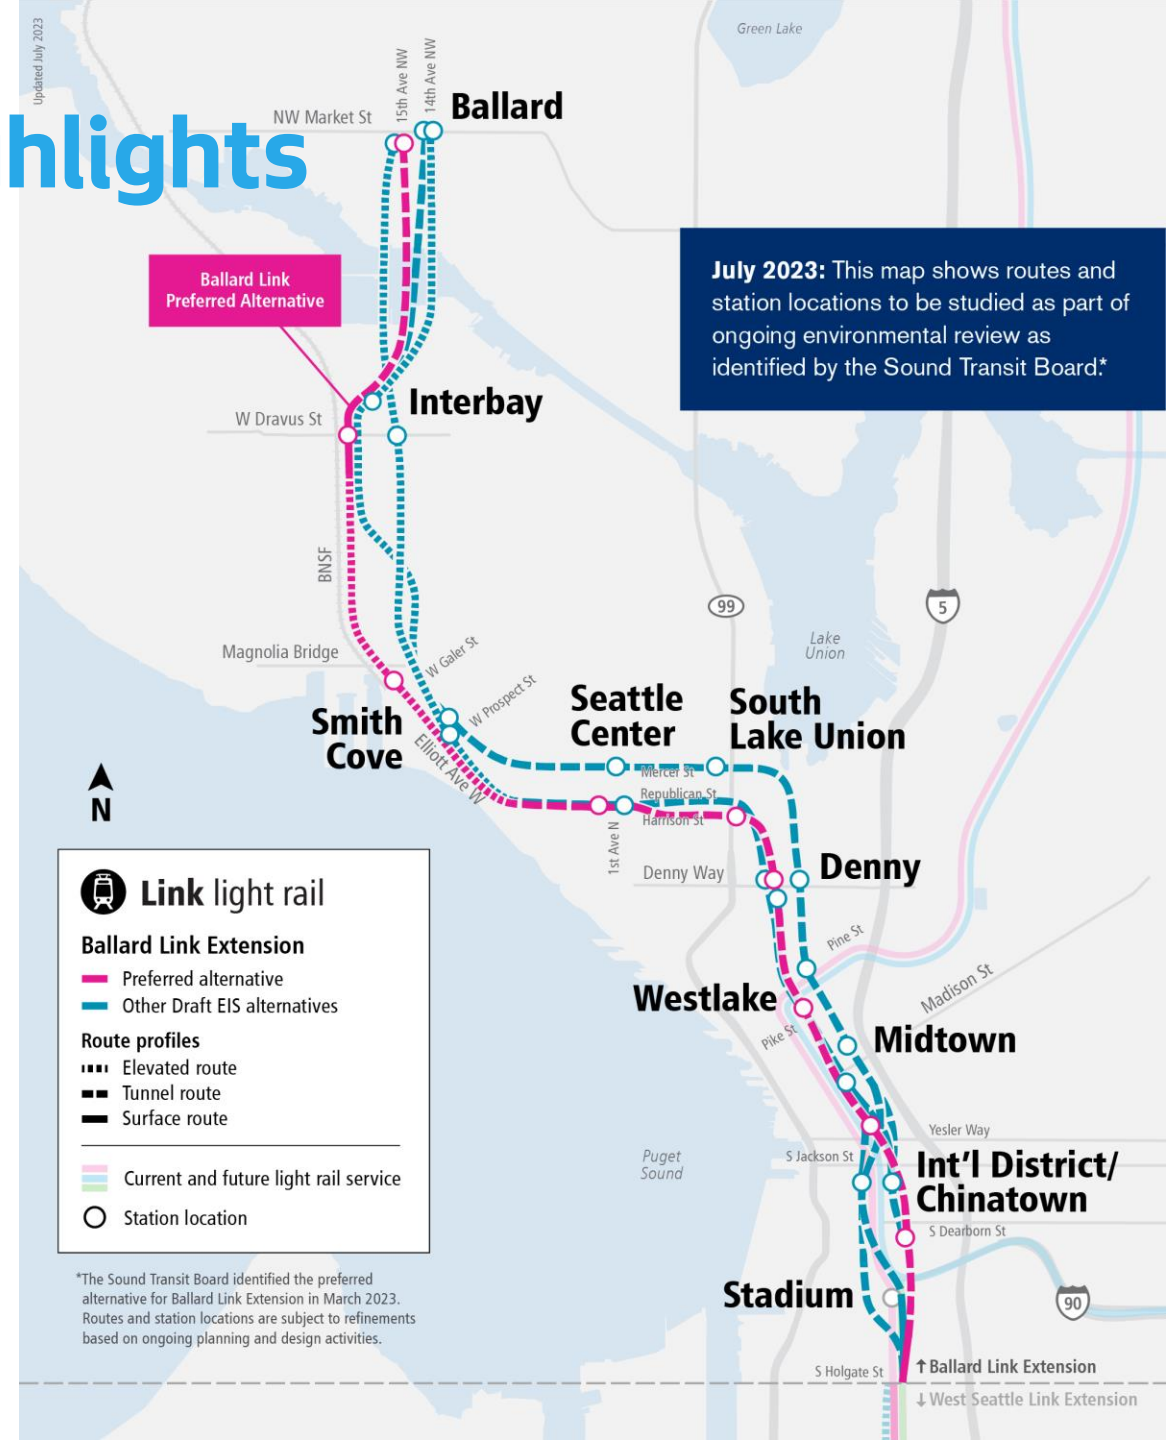 Updated July 2023
hlights
Green Lake
15th Ave NW
14th Ave NW
NW Market St
Ballard
Ballard Link
Preferred Alternative
July 2023: This map shows routes and
station locations to be studied as part of
ongoing environmental review as
identified by the Sound Transit Board.*
Interbay
W Dravus St
BNSF
99
5
Lake
Union
Magnolia Bridge
W Galer St
W Prospect St
Elliott Ave W
Smith
Cove
Seattle
Center
South
Lake Union
Mercer St
Republican St
Harrison St
1st Ave N
Denny Way
Denny
N
Pine St
Westlake
Madison St
Pike St
Midtown
Yesler Way
Puget
Sound
S Jackson St
Int'l District/
Chinatown
S Dearborn St
Stadium
90
S Holgate St
↑Ballard Link Extension
↓West Seattle Link Extension
Link light rail
Ballard Link Extension
Preferred alternative
Other Draft EIS alternatives
Route profiles
Elevated route
Tunnel route
Surface route
Current and future light rail service
Station location
*The Sound Transit Board identified the preferred
alternative for Ballard Link Extension in March 2023.
Routes and station locations are subject to refinements
based on ongoing planning and design activities.